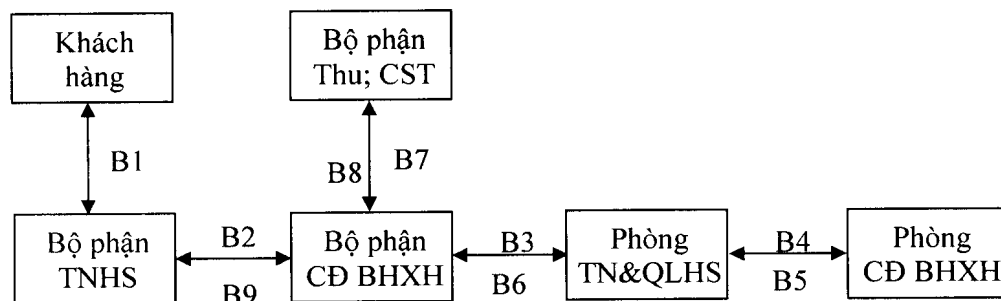 Khách
hàng
Bộ phận
Thu; CST
B1
B8
B7
Bộ phận
TNHS
B2
B9
Bộ phận
CĐ BHXH
B3
B6
Phòng
TN&QLHS
B4
B5
Phòng
CĐ BHXH